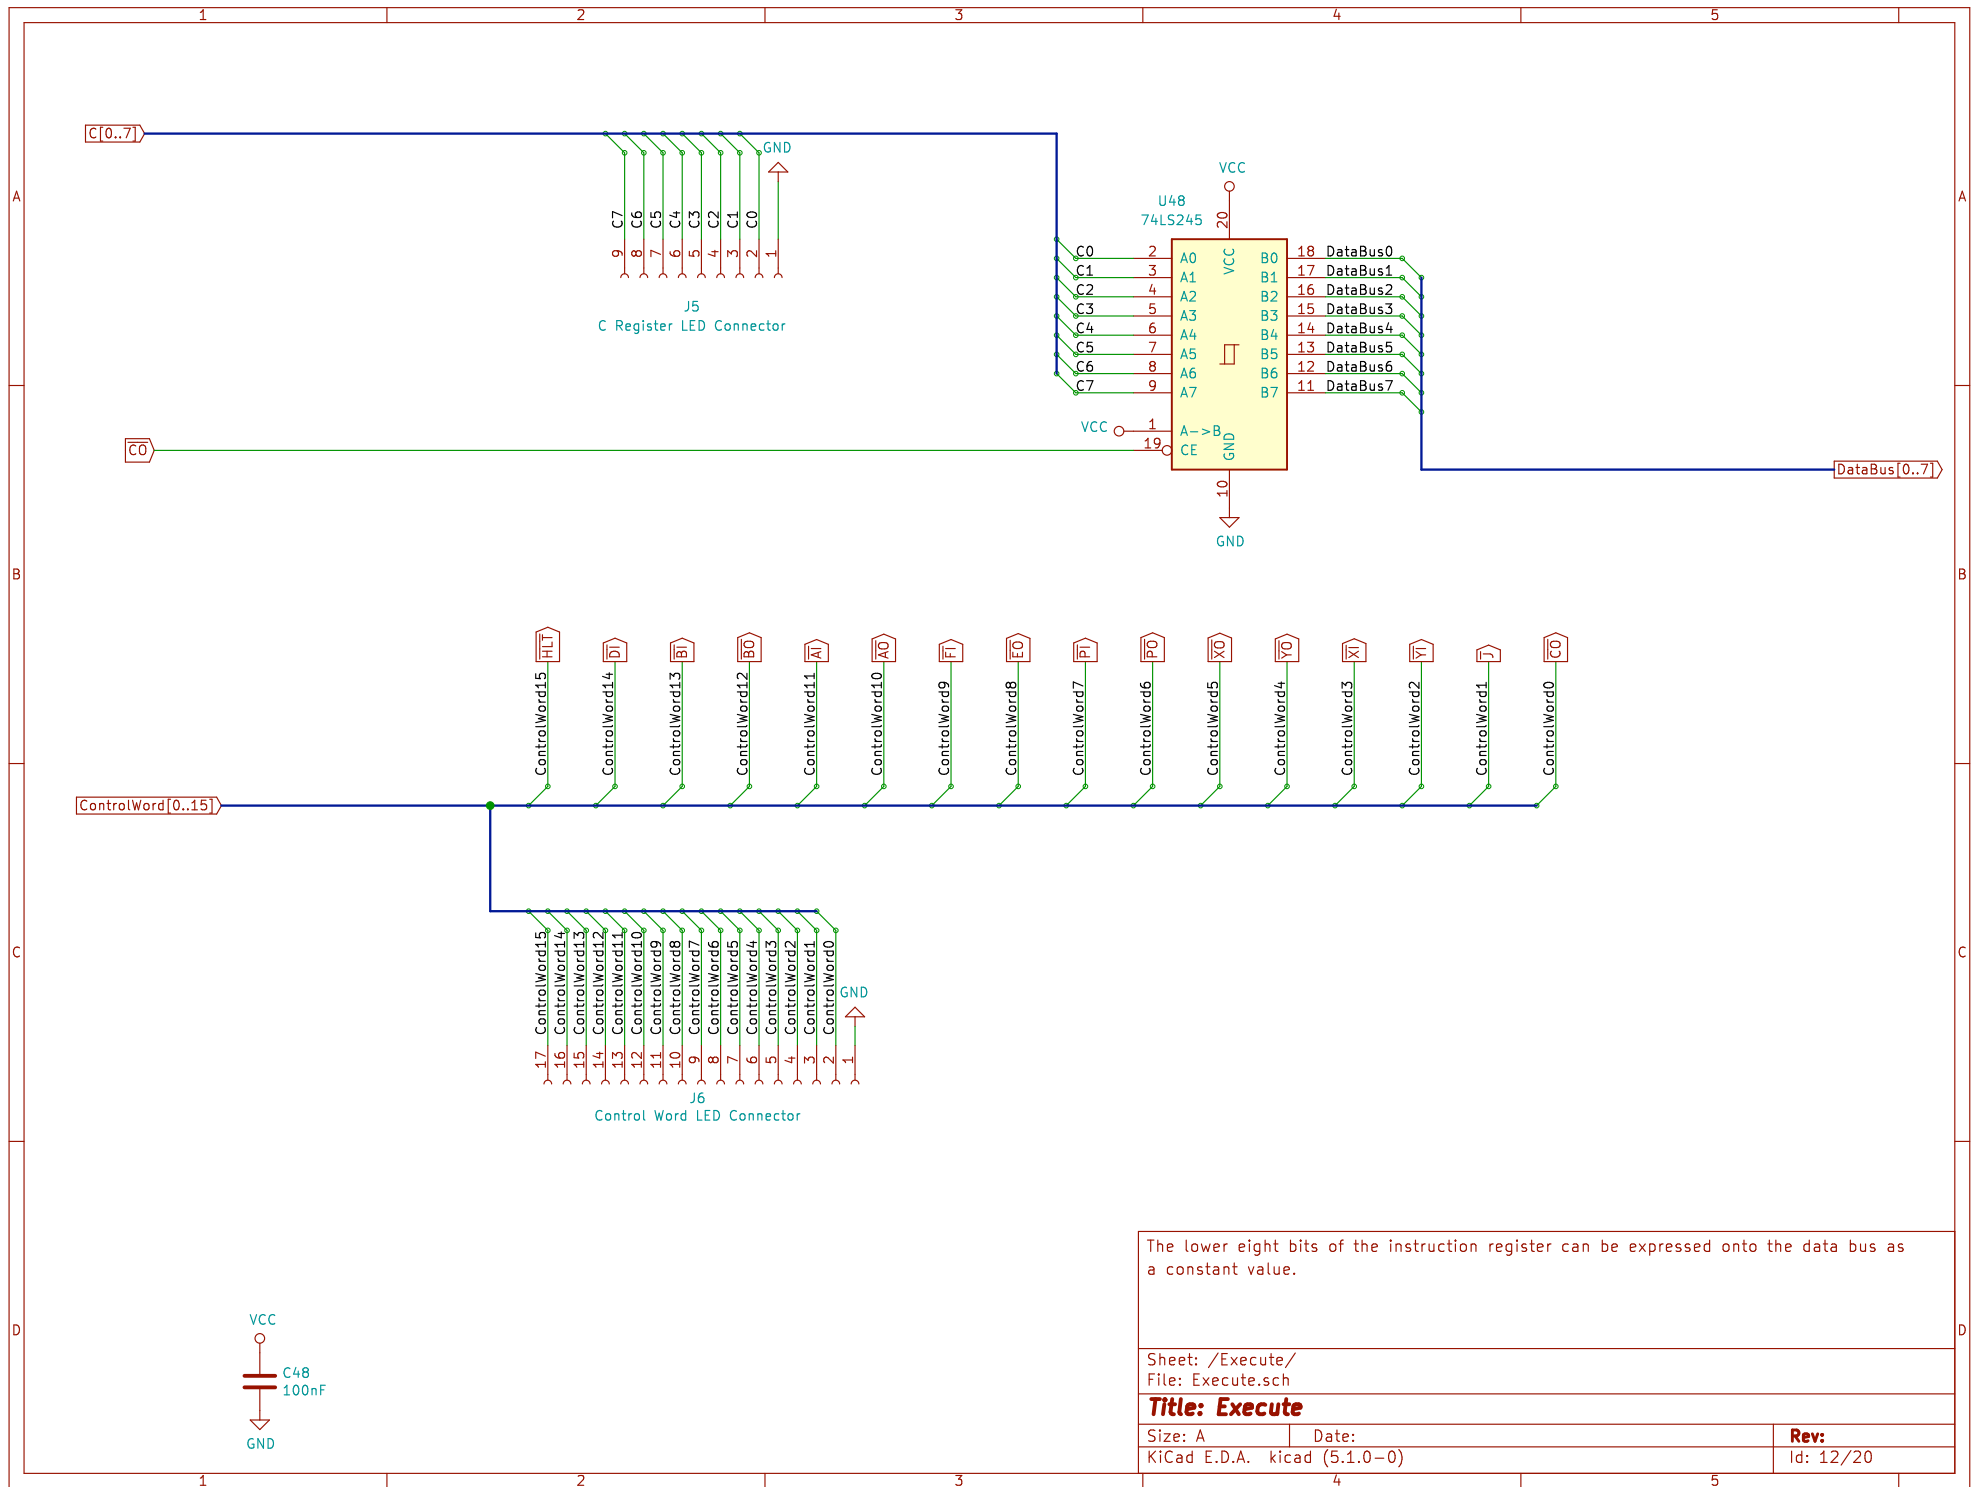 1 2 3 4 5
C[0..7]
GND
VCC
A
A
U48
74LS245
20
C7 C6 C5 C4 C3 C2 C1 C0
9 8 7 6 5 4 3 2 1
J5
C Register LED Connector
VCC
C0 2 A0 B0 18 DataBus0
C1 3 A1 B1 17 DataBus1
C2 4 A2 B2 16 DataBus2
C3 5 A3 B3 15 DataBus3
C4 6 A4 B4 14 DataBus4
C5 7 A5 B5 13 DataBus5
C6 8 A6 B6 12 DataBus6
C7 9 A7 B7 11 DataBus7
VCC 1 A->B
CO 19 CE
GND
DataBus[0..7]
10
GND
B
B
HLT DI BI BO AI AO FI EO PI PO XO YO XI YI J CO
ControlWord15 ControlWord14 ControlWord13 ControlWord12 ControlWord11 ControlWord10 ControlWord9 ControlWord8 ControlWord7 ControlWord6 ControlWord5 ControlWord4 ControlWord3 ControlWord2 ControlWord1 ControlWord0
ControlWord[0..15]
C
C
ControlWord15 ControlWord14 ControlWord13 ControlWord12 ControlWord11 ControlWord10 ControlWord9 ControlWord8 ControlWord7 ControlWord6 ControlWord5 ControlWord4 ControlWord3 ControlWord2 ControlWord1 ControlWord0
GND
17 16 15 14 13 12 11 10 9 8 7 6 5 4 3 2 1
J6
Control Word LED Connector
The lower eight bits of the instruction register can be expressed onto the data bus as
a constant value.
VCC
D
D
C48
100nF
GND
Sheet: /Execute/
File: Execute.sch
Title: Execute
Size: A Date: Rev:
KiCad E.D.A. kicad (5.1.0-0) Id: 12/20
1 2 3 4 5